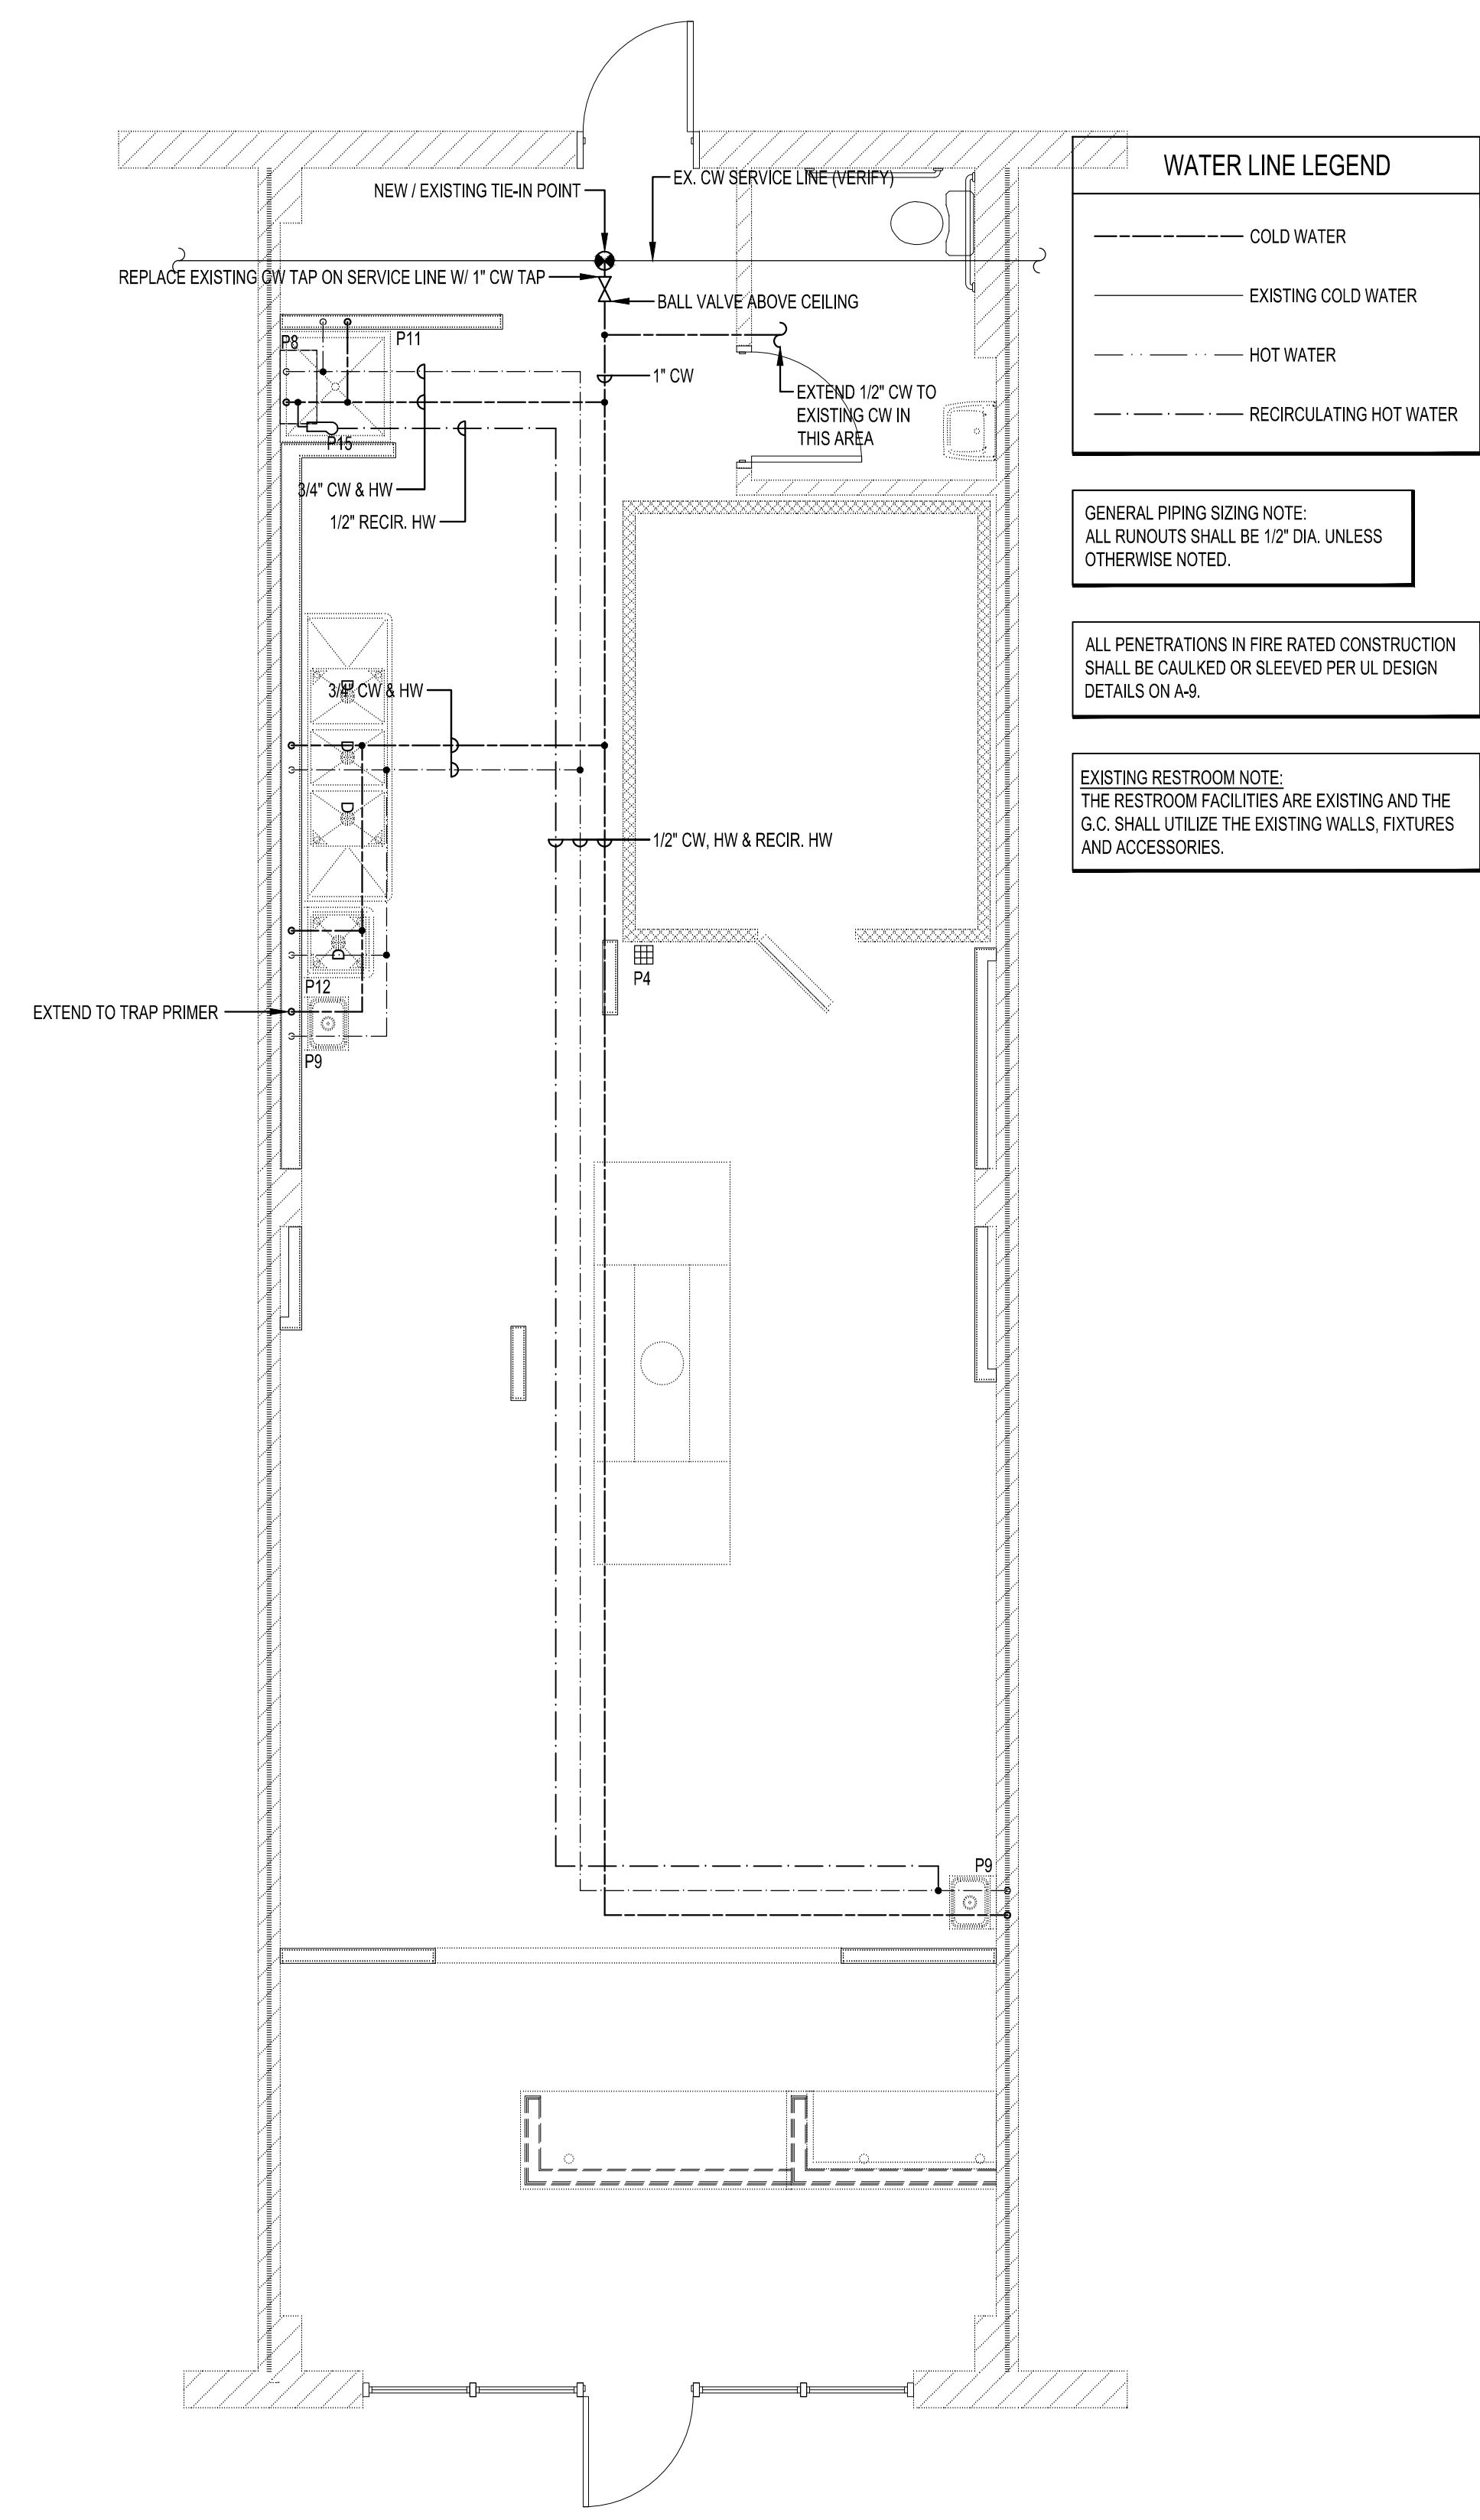 WATER LINE LEGEND
COLD WATER
EXISTING COLD WATER
HOT WATER
RECIRCULATING HOT WATER
GENERAL PIPING SIZING NOTE:
ALL RUNOUTS SHALL BE 1/2" DIA. UNLESS
OTHERWISE NOTED.
ALL PENETRATIONS IN FIRE RATED CONSTRUCTION
SHALL BE CAULKED OR SLEEVED PER UL DESIGN
DETAILS ON A-9.
EXISTING RESTROOM NOTE:
THE RESTROOM FACILITIES ARE EXISTING AND THE
G.C. SHALL UTILIZE THE EXISTING WALLS, FIXTURES
AND ACCESSORIES.
EX. CW SERVICE LINE (VERIFY)
NEW / EXISTING TIE-IN POINT
REPLACE EXISTING CW TAP ON SERVICE LINE W/ 1" CW TAP
BALL VALVE ABOVE CEILING
P11
P8
1" CW
EXTEND 1/2" CW TO
EXISTING CW IN
THIS AREA
P15
3/4" CW & HW
1/2" RECIR. HW
3/4" CW & HW
1/2" CW, HW & RECIR. HW
P4
P12
EXTEND TO TRAP PRIMER
P9
P9